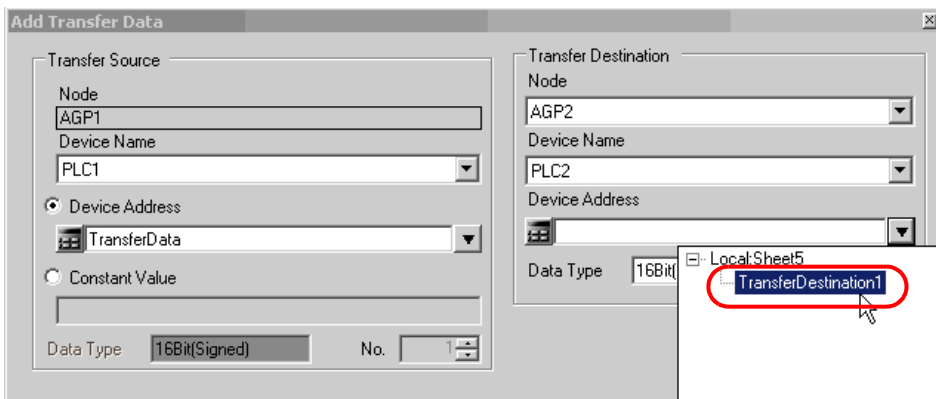 Add Transfer Data
Transfer Source
Node
AGP1
Device Name
PLC1
Device Address
TransferData
Constant Value
Data Type 16Bit(Signed) No. 1
Transfer Destination
Node
AGP2
Device Name
PLC2
Device Address
Data Type 16Bit(
Local:Sheet5
TransferDestination1